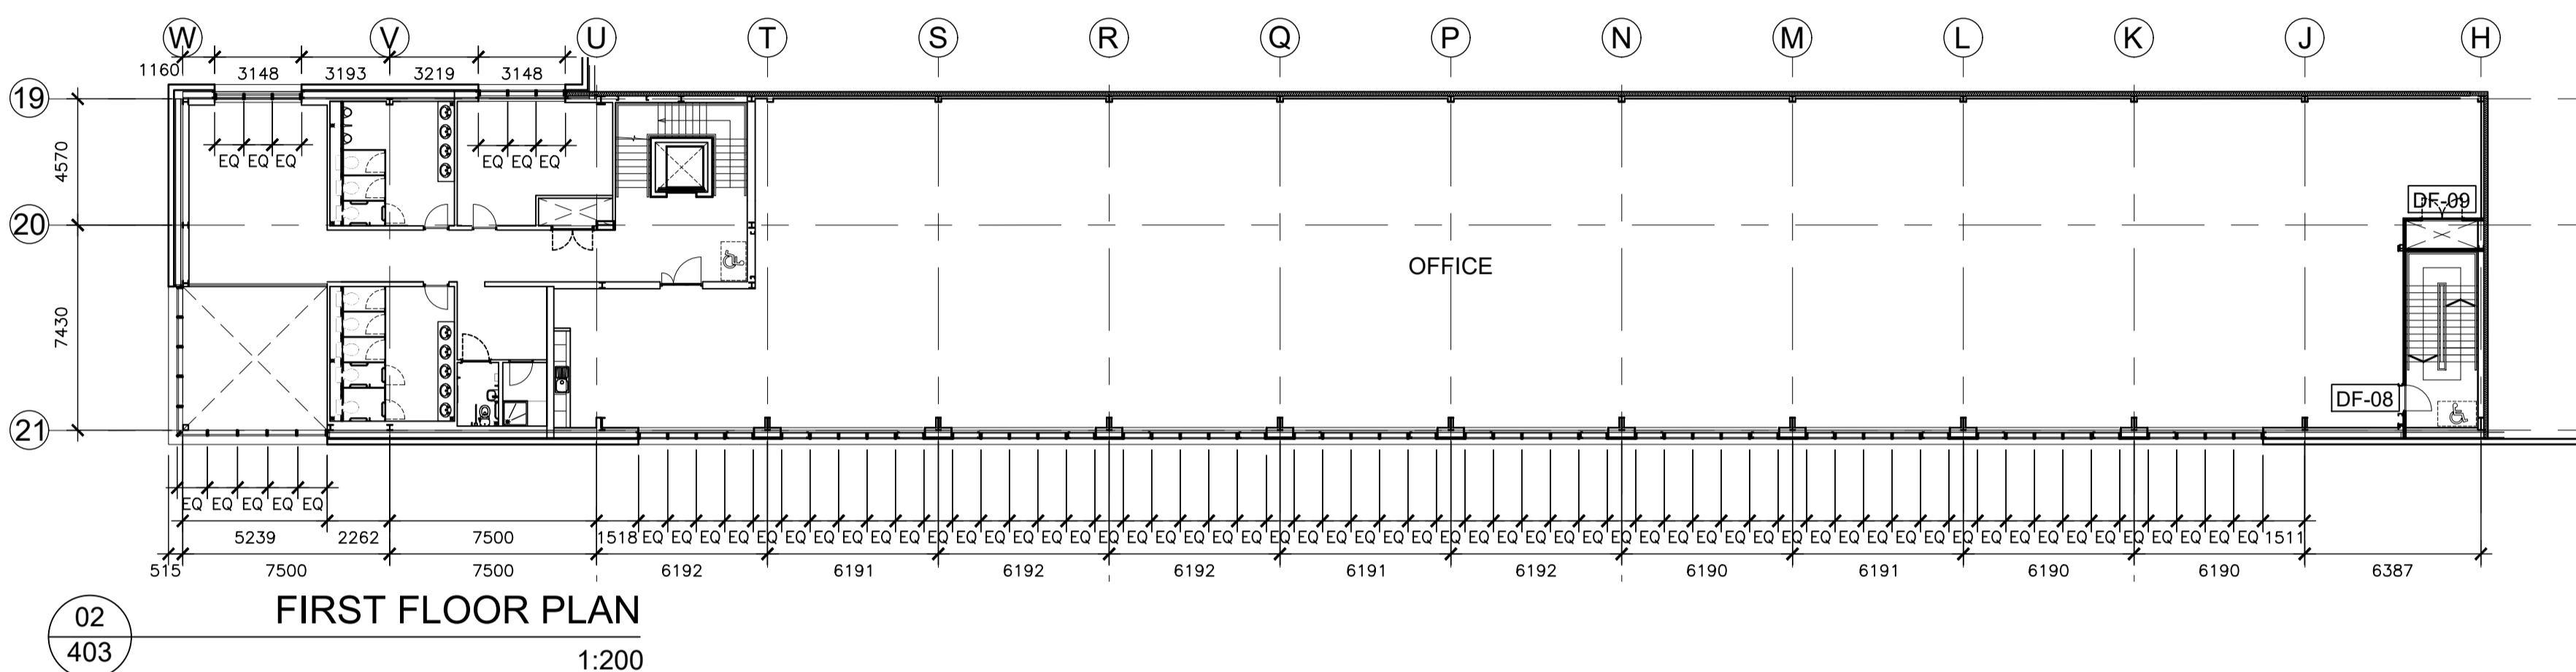 W V U T S R Q P N M L K J H
1160 3148 3193 3219 3148
19
4570
EQ EQ EQ EQ EQ EQ
20
DF-09
OFFICE
7430
DF-08
21
EQ EQ EQ EQ EQ
5239 2262 7500 1518 EQ EQ EQ EQ EQ EQ EQ EQ EQ EQ EQ EQ EQ EQ EQ EQ EQ EQ EQ EQ EQ EQ EQ EQ EQ EQ EQ EQ EQ EQ EQ EQ EQ EQ EQ EQ EQ EQ EQ EQ EQ EQ EQ EQ EQ EQ EQ EQ EQ EQ EQ EQ EQ EQ EQ EQ EQ 1511
515 7500 7500 6192 6191 6192 6192 6191 6192 6190 6191 6190 6190 6387
02
403
FIRST FLOOR PLAN
1:200